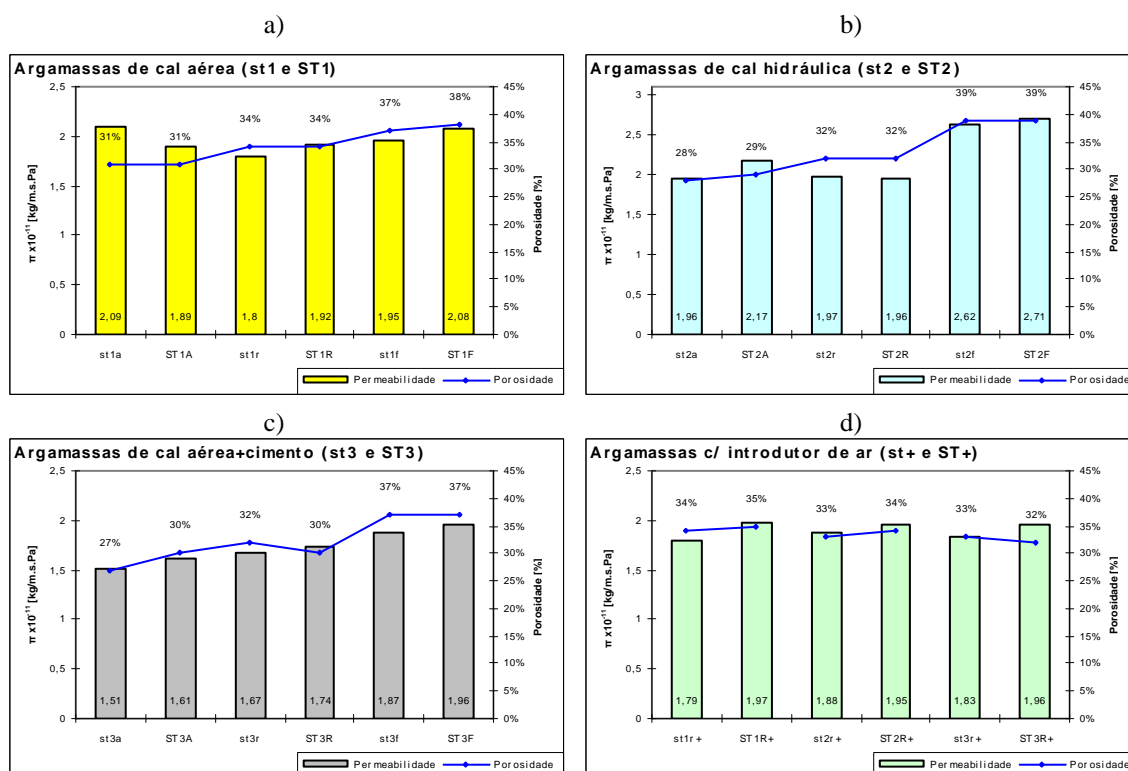 a)
b)
Argamassas de cal aérea (st1 e ST1)
2,5
2
1,5
1
0,5
0
π x10⁻¹¹ [kg/m.s.Pa]
45%
40%
35%
30%
25%
20%
15%
10%
5%
0%
Porosidade [%]
31% 31% 34% 34% 37% 38%
2,09 1,89 1,8 1,92 1,95 2,08
st1a ST1A st1r ST1R st1f ST1F
Permeabilidade Porosidade
Argamassas de cal hidráulica (st2 e ST2)
3
2,5
2
1,5
1
0,5
0
π x10⁻¹¹ [kg/m.s.Pa]
45%
40%
35%
30%
25%
20%
15%
10%
5%
0%
Porosidade [%]
28% 29% 32% 32% 39% 39%
1,96 2,17 1,97 1,96 2,62 2,71
st2a ST2A st2r ST2R st2f ST2F
Permeabilidade Porosidade
c)
d)
Argamassas de cal aérea+cimento (st3 e ST3)
2,5
2
1,5
1
0,5
0
π x10⁻¹¹ [kg/m.s.Pa]
45%
40%
35%
30%
25%
20%
15%
10%
5%
0%
Porosidade [%]
27% 30% 32% 30% 37% 37%
1,51 1,61 1,67 1,74 1,87 1,96
st3a ST3A st3r ST3R st3f ST3F
Permeabilidade Porosidade
Argamassas c/ introdutor de ar (st+ e ST+)
2,5
2
1,5
1
0,5
0
π x10⁻¹¹ [kg/m.s.Pa]
45%
40%
35%
30%
25%
20%
15%
10%
5%
0%
Porosidade [%]
34% 35% 33% 34% 33% 32%
1,79 1,97 1,88 1,95 1,83 1,96
st1r+ ST1R+ st2r+ ST2R+ st3r+ ST3R+
Permeabilidade Porosidade